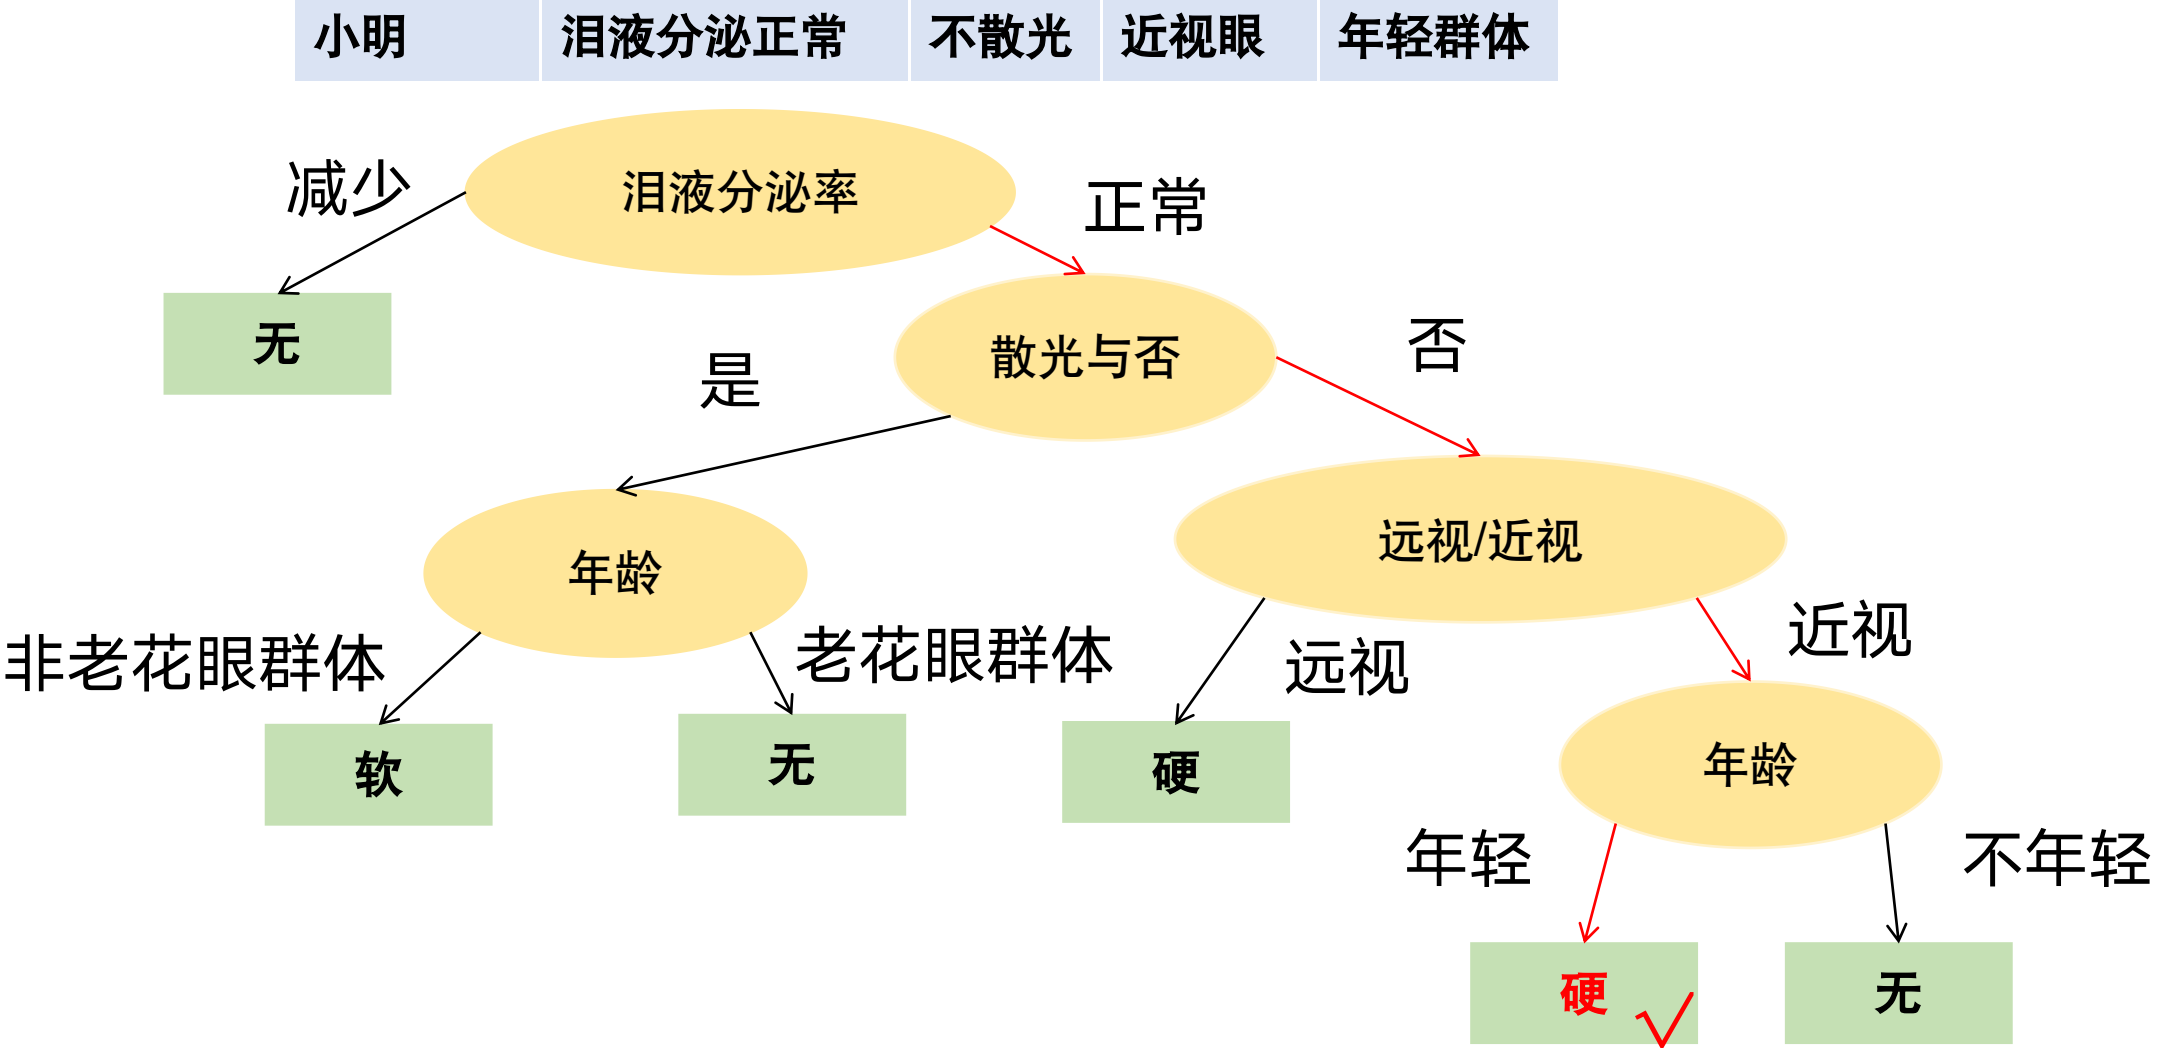 小明 泪液分泌正常 不散光 近视眼 年轻群体
泪液分泌率
减少
正常
无
散光与否
是
否
年龄
远视/近视
非老花眼群体
老花眼群体
远视
近视
软
无
硬
年龄
年轻
不年轻
硬
无